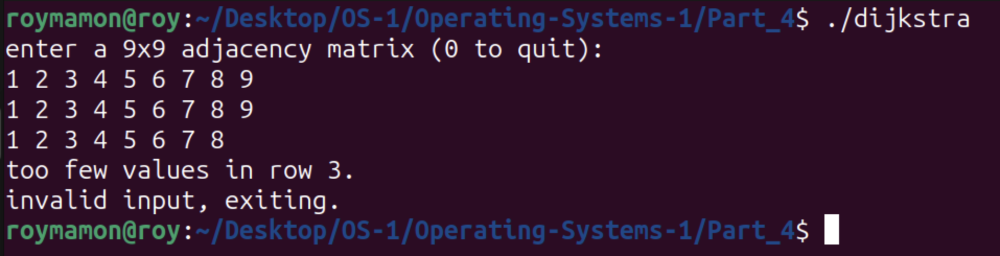 roymamon@roy:~/Desktop/OS-1/Operating-Systems-1/Part_4$ ./dijkstra
enter a 9x9 adjacency matrix (0 to quit):
1 2 3 4 5 6 7 8 9
1 2 3 4 5 6 7 8 9
1 2 3 4 5 6 7 8
too few values in row 3.
invalid input, exiting.
roymamon@roy:~/Desktop/OS-1/Operating-Systems-1/Part_4$